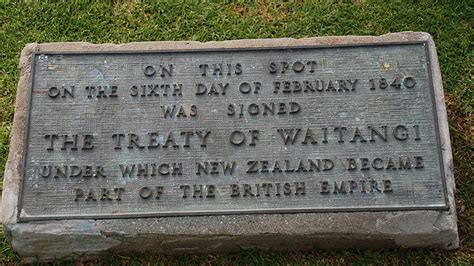 ON THIS SPOT
ON THE SIXTH DAY OF FEBRUARY 1840
WAS SIGNED
THE TREATY OF WAITANGI
UNDER WHICH NEW ZEALAND BECAME
PART OF THE BRITISH EMPIRE